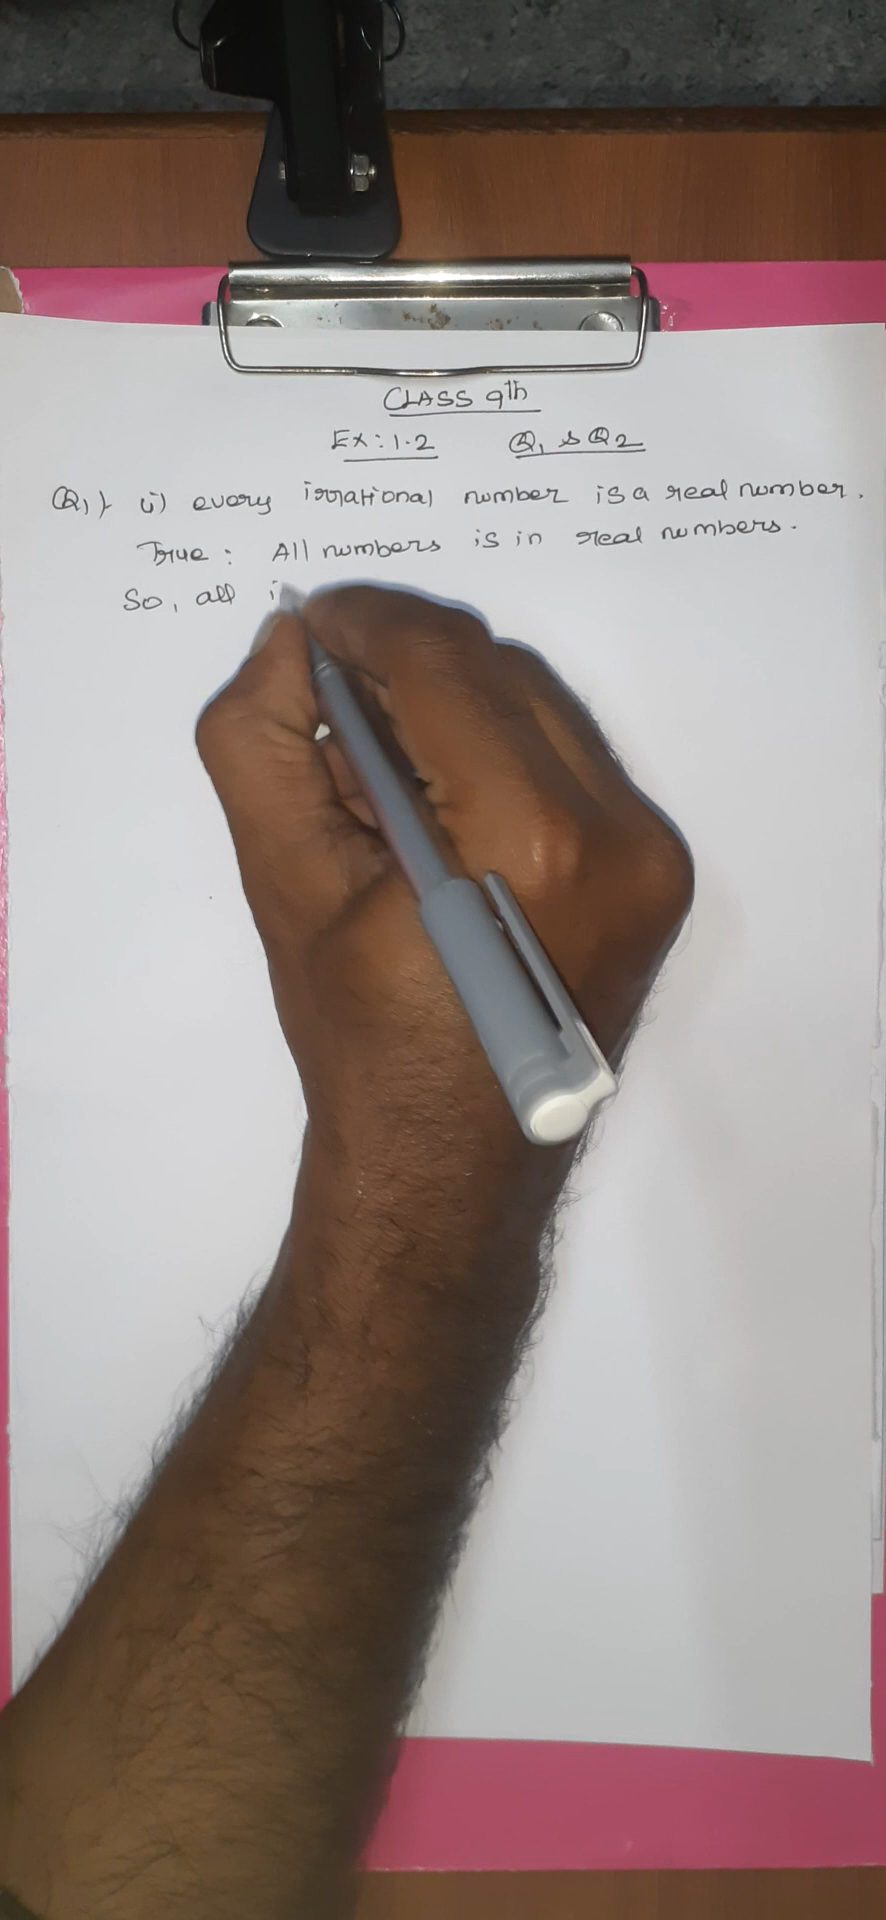 CLASS 9th
Ex: 1.2 Q1 & Q2
Q1) i) every irrational number is a real number.
True: All numbers is in real numbers.
So, all i